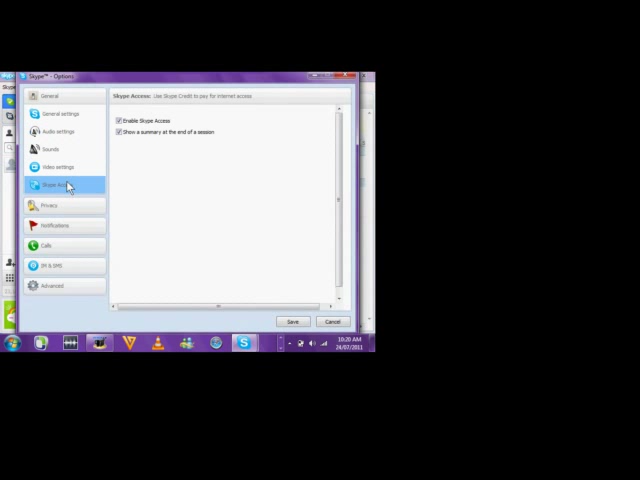 Skype™ - Options
Skype
General
Skype Access: Use Skype Credit to pay for internet access
General settings
Enable Skype Access
Audio settings
Show a summary at the end of a session
Sounds
Video settings
Skype
Privacy
Notifications
Calls
IM & SMS
Advanced
Save
Cancel
10:20 AM
24/07/2011